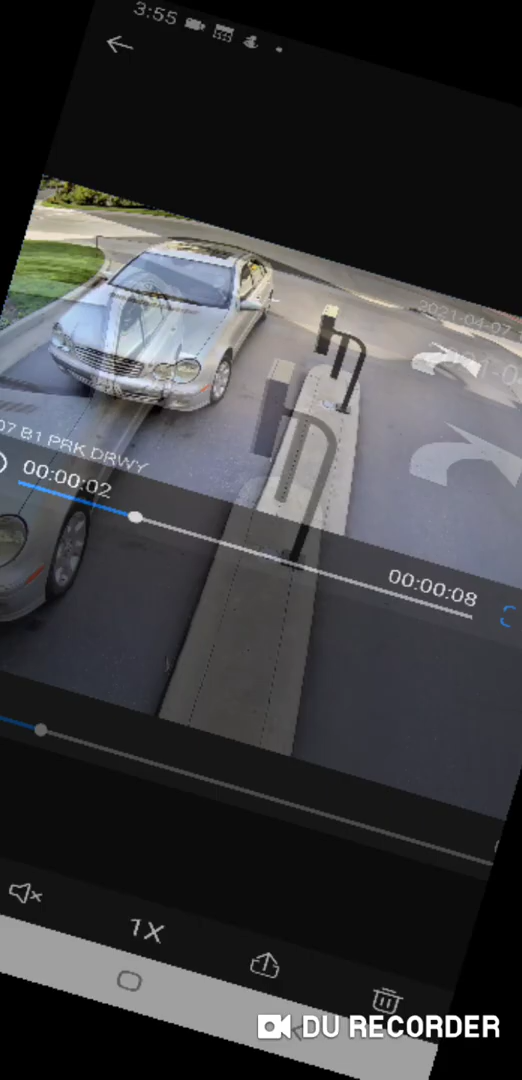 3:55
2021-04-07
07 B1 PRK DRWY
00:00:02
00:00:08
1X
DU RECORDER